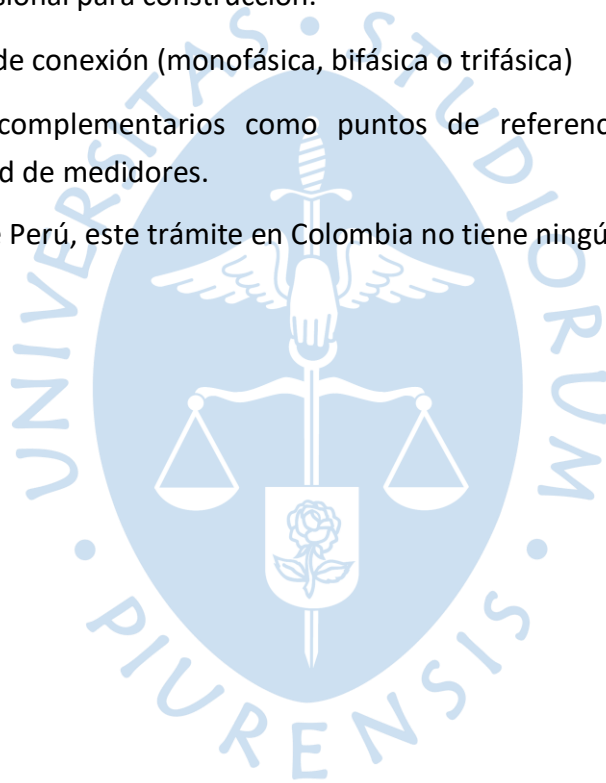 sional para construcción.
de conexión (monofásica, bifásica o trifásica)
complementarios como puntos de referenc
d de medidores.
e Perú, este trámite en Colombia no tiene ningú
UNIVERSITAS • STUDIORUM • PIURENSIS •